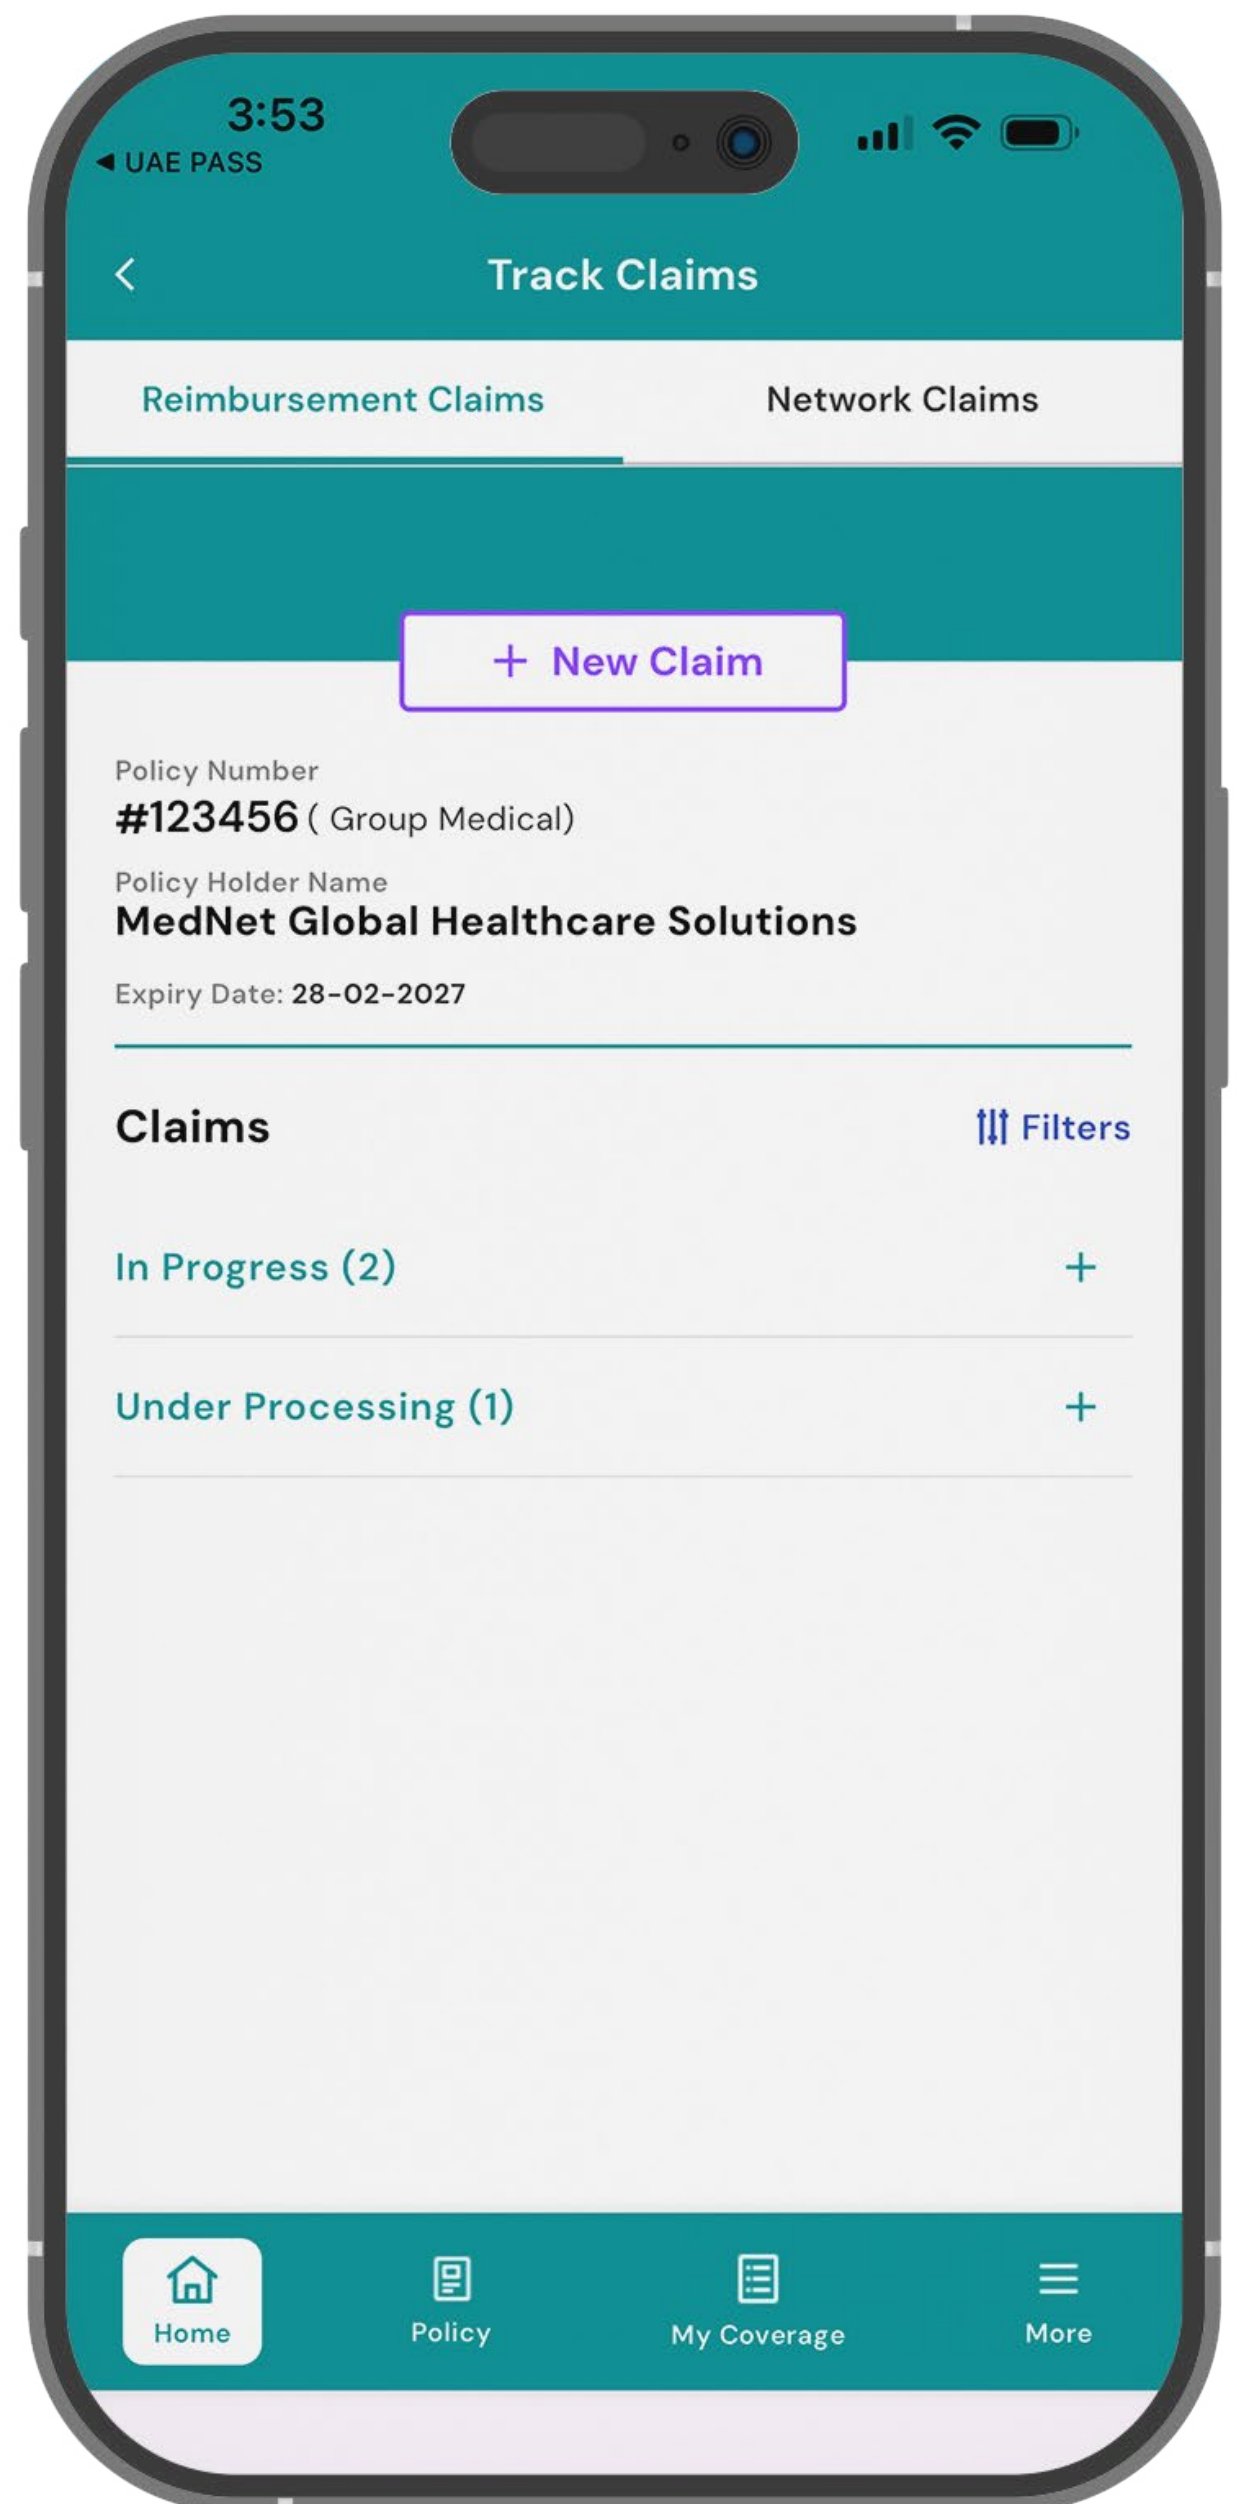 3:53
◀ UAE PASS
Track Claims
Reimbursement Claims
Network Claims
+ New Claim
Policy Number
#123456 ( Group Medical)
Policy Holder Name
MedNet Global Healthcare Solutions
Expiry Date: 28-02-2027
Claims
Filters
In Progress (2) +
Under Processing (1) +
Home
Policy
My Coverage
More